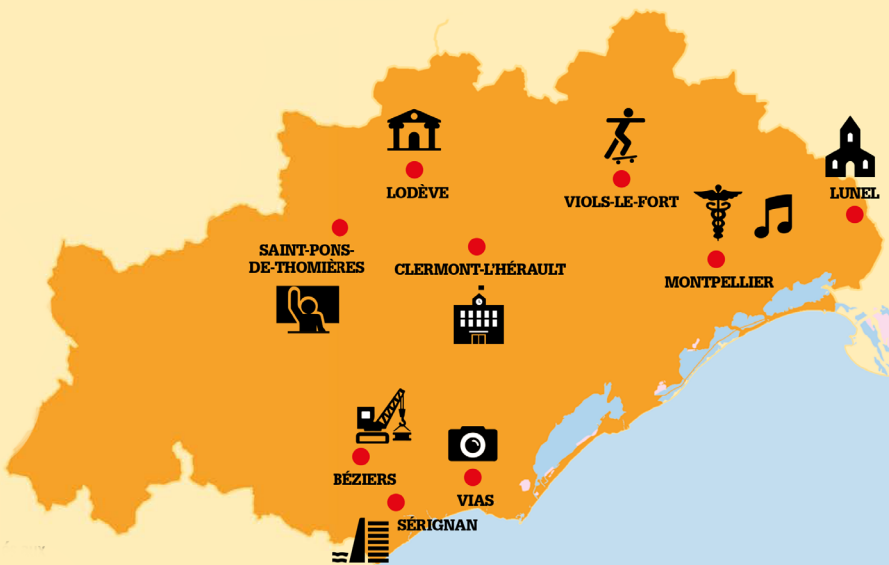 LODÈVE
VIOLS-LE-FORT
LUNEL
SAINT-PONS-
DE-THOMIÈRES
CLERMONT-L'HÉRAULT
MONTPELLIER
BÉZIERS
VIAS
SÉRIGNAN